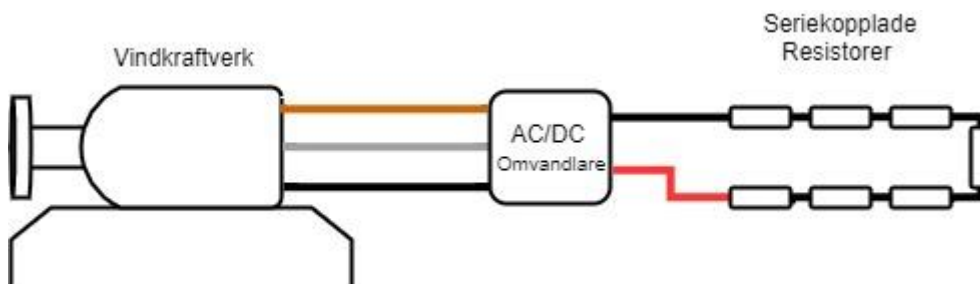 Vindkraftverk
AC/DC
Omvandlare
Seriekopplade
Resistorer